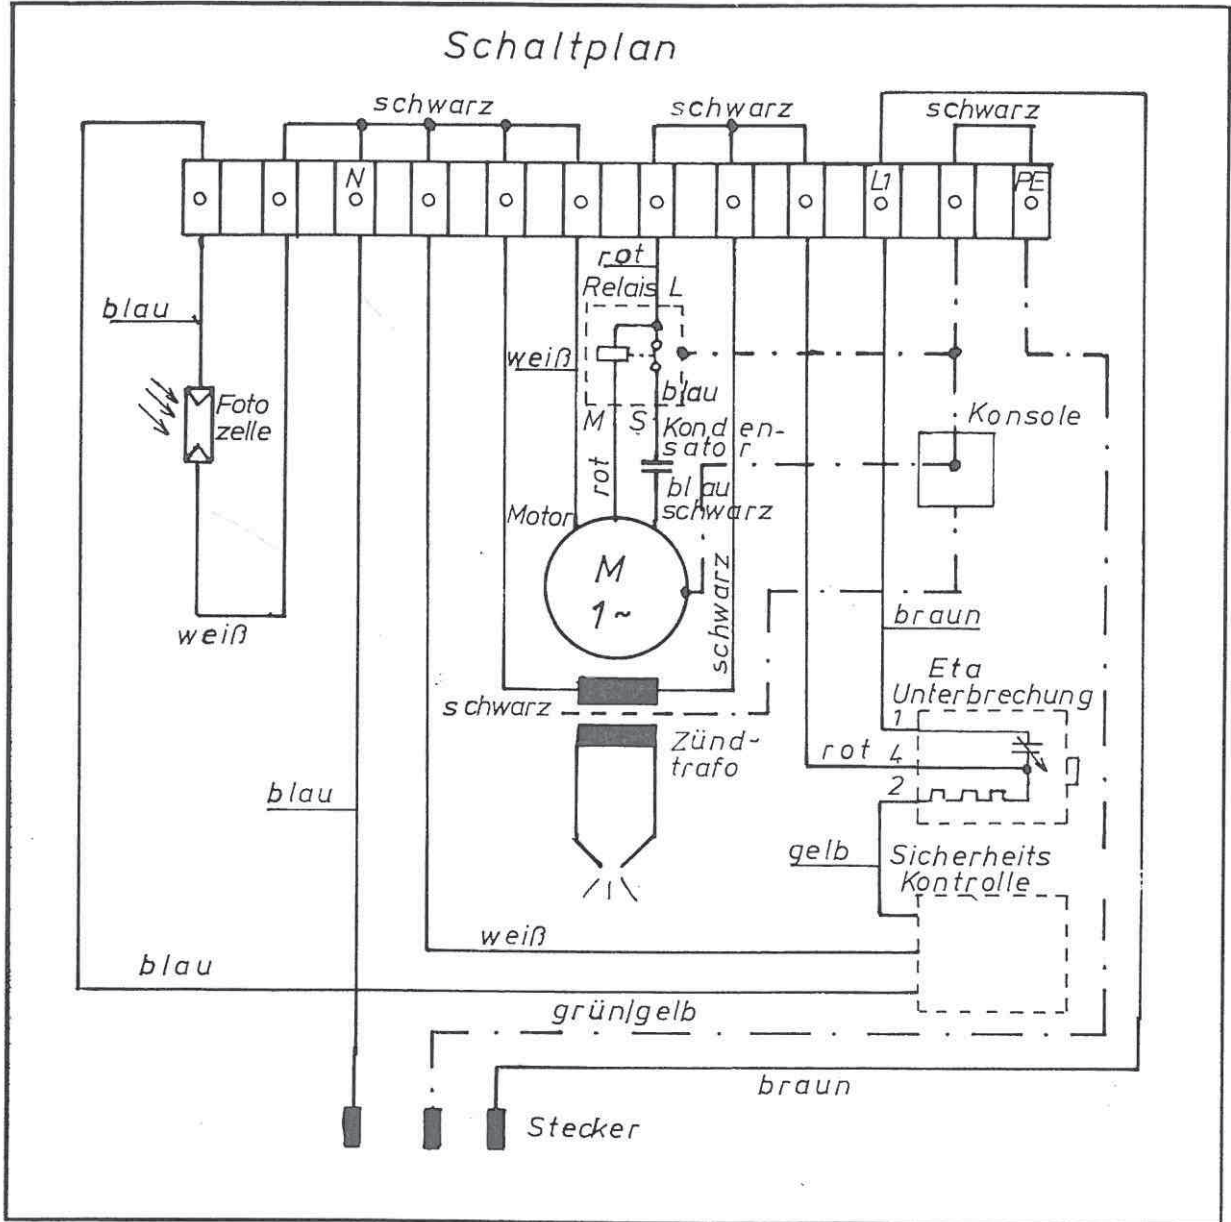 Schaltplan
schwarz
schwarz
schwarz
N
L1
PE
rot
Relais L
blau
weiß
blau
Foto
zelle
M S
Konden-
sator
Konsole
rot
blau
schwarz
Motor
M
1~
schwarz
weiß
braun
Eta
Unterbrechung
schwarz
1
Zünd-
trafo
rot 4
2
blau
gelb
Sicherheits
Kontrolle
weiß
blau
grün/gelb
braun
Stecker